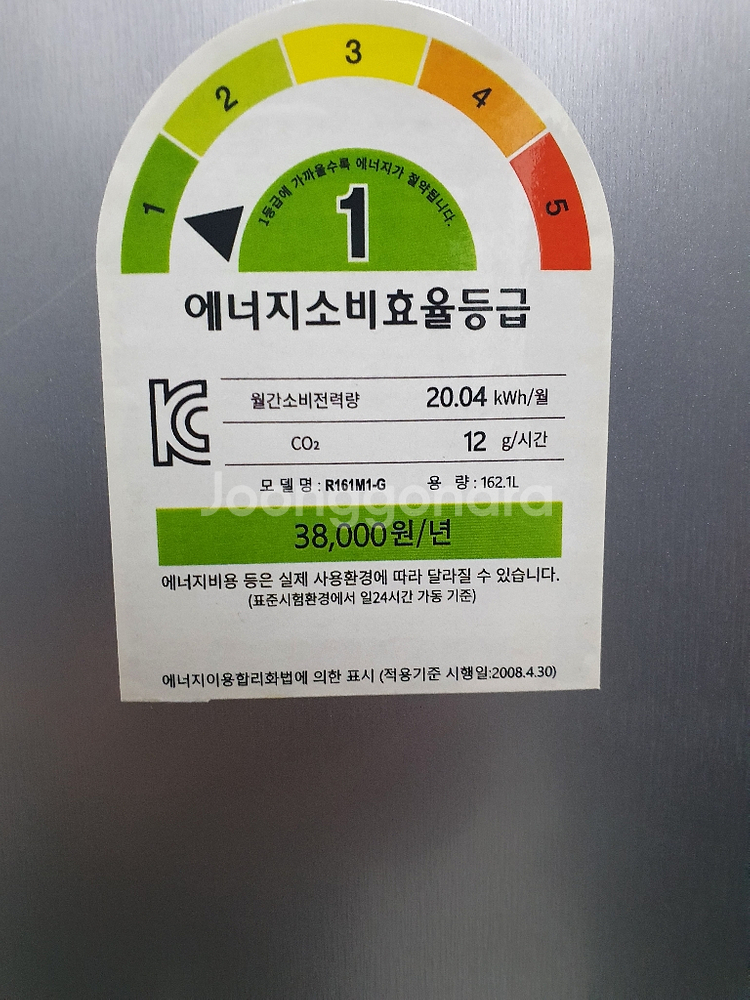 3
2
4
1
5
1등급에 가까울수록 에너지가 절약됩니다.
1
에너지소비효율등급
월간소비전력량 20.04 kWh/월
CO₂ 12 g/시간
모 델 명 : R161M1-G 용 량 : 162.1L
Joonggonara
38,000원/년
에너지비용 등은 실제 사용환경에 따라 달라질 수 있습니다.
(표준시험환경에서 일24시간 가동 기준)
에너지이용합리화법에 의한 표시 (적용기준 시행일:2008.4.30)